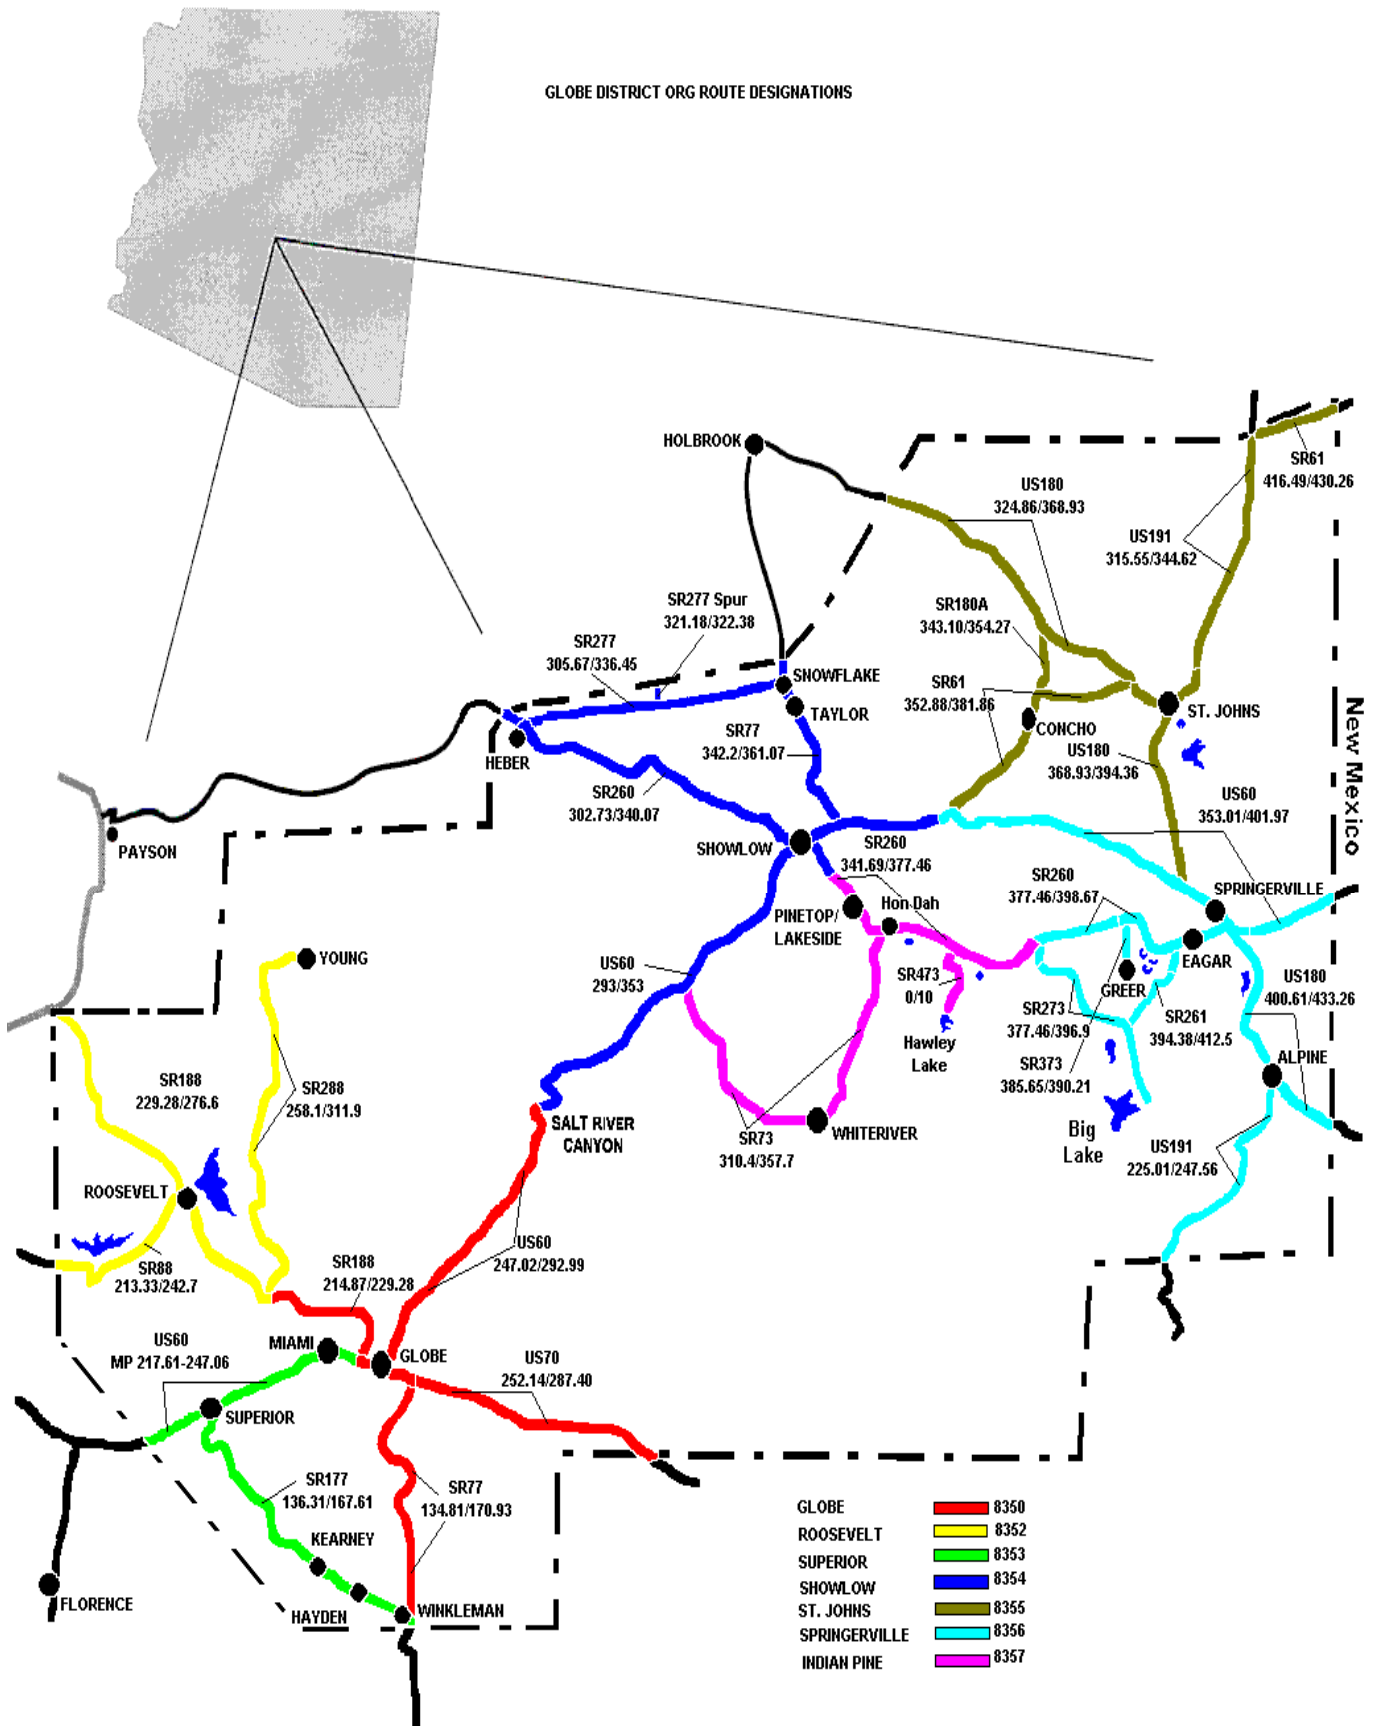 GLOBE DISTRICT ORG ROUTE DESIGNATIONS
HOLBROOK
SR61
416.49/430.26
US180
324.86/368.93
US191
315.55/344.62
SR277 Spur
321.18/322.38
SR180A
343.10/354.27
SR277
305.67/336.45
SNOWFLAKE
TAYLOR
SR61
352.88/381.86
ST. JOHNS
CONCHO
New Mexico
SR77
342.2/361.07
US180
368.93/394.36
HEBER
SR260
302.73/340.07
US60
353.01/401.97
PAYSON
SHOWLOW
SR260
341.69/377.46
SR260
377.46/398.67
SPRINGERVILLE
PINETOP/
LAKESIDE
Hon Dah
YOUNG
US60
293/353
EAGAR
SR473
0/10
GREER
US180
400.61/433.26
SR273
377.46/396.9
SR261
394.38/412.5
Hawley
Lake
SR373
385.65/390.21
ALPINE
SR188
229.28/276.6
SR288
258.1/311.9
SALT RIVER
CANYON
WHITERIVER
SR73
310.4/357.7
Big
Lake
US191
225.01/247.56
ROOSEVELT
SR88
213.33/242.7
SR188
214.87/229.28
US60
247.02/292.99
US60
MP 217.61-247.06
MIAMI
GLOBE
US70
252.14/287.40
SUPERIOR
SR177
136.31/167.61
SR77
134.81/170.93
KEARNEY
FLORENCE
HAYDEN
WINKLEMAN
GLOBE 8350
ROOSEVELT 8352
SUPERIOR 8353
SHOWLOW 8354
ST. JOHNS 8355
SPRINGERVILLE 8356
INDIAN PINE 8357